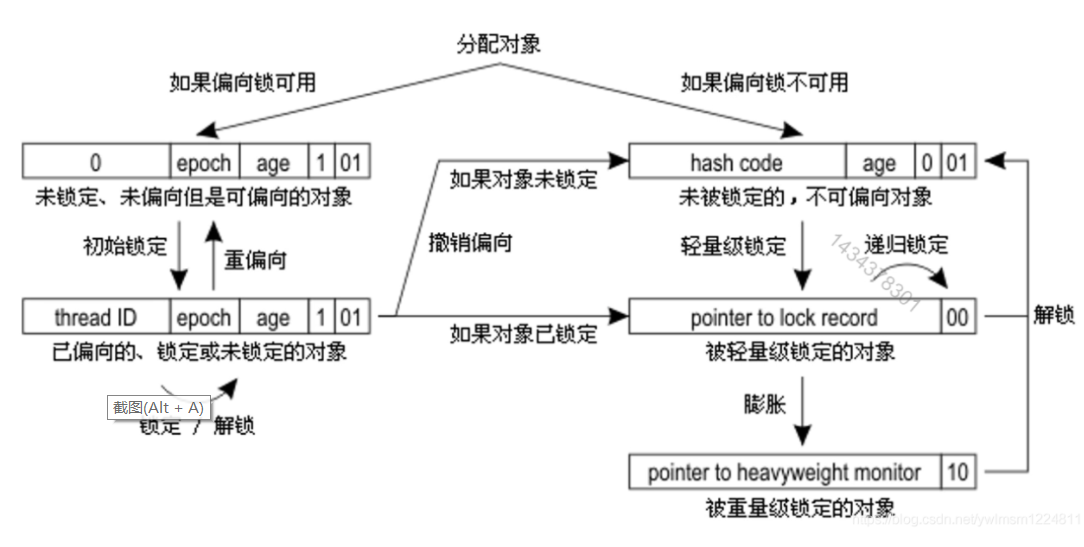 分配对象
如果偏向锁可用
如果偏向锁不可用
0 epoch age 1 01
hash code age 0 01
未锁定、未偏向但是可偏向的对象
如果对象未锁定
未被锁定的，不可偏向对象
初始锁定
重偏向
撤销偏向
轻量级锁定
递归锁定
1434378301
thread ID epoch age 1 01
pointer to lock record 00
解锁
已偏向的、锁定或未锁定的对象
如果对象已锁定
被轻量级锁定的对象
截图(Alt + A)
锁定 / 解锁
膨胀
pointer to heavyweight monitor 10
被重量级锁定的对象
https://blog.csdn.net/ywlmsm1224811